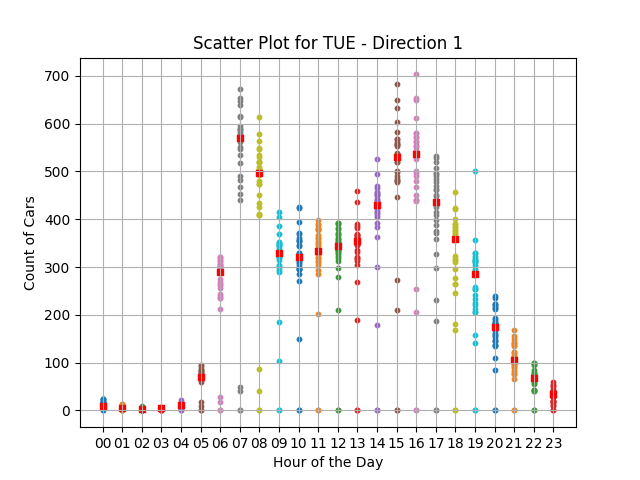 Scatter Plot for TUE - Direction 1
700
600
500
400
300
200
100
0
Count of Cars
00 01 02 03 04 05 06 07 08 09 10 11 12 13 14 15 16 17 18 19 20 21 22 23
Hour of the Day